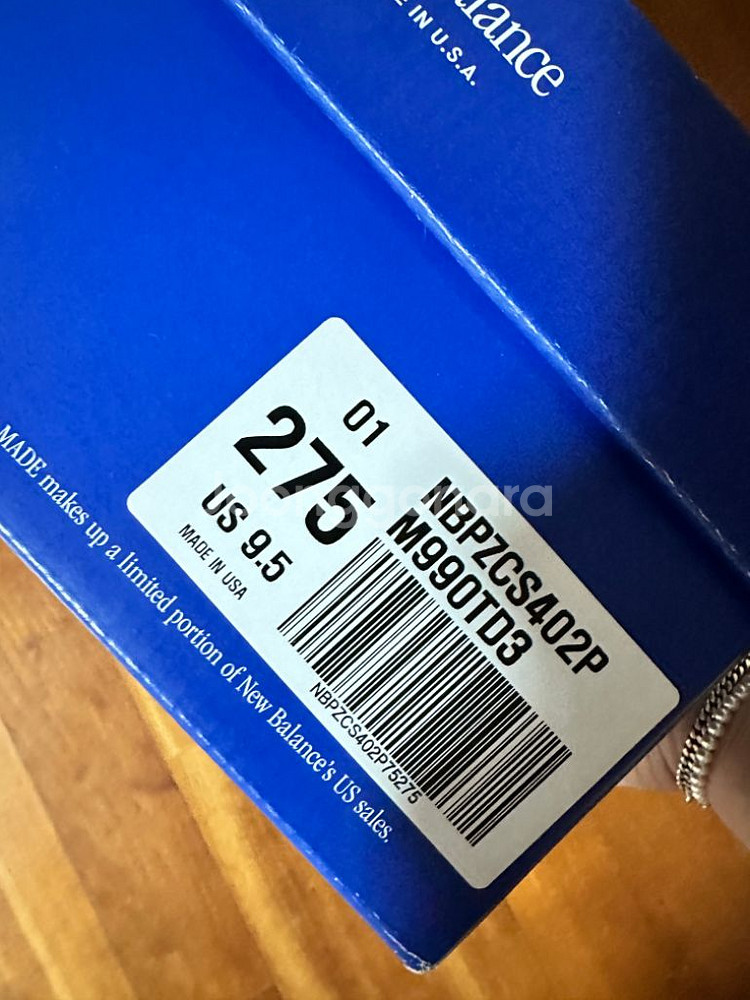 alance
E IN U.S.A.
01
275
US 9.5
MADE IN USA
NBPZCS402P
M990TD3
NBPZCS402P75275
MADE makes up a limited portion of New Balance's US sales.